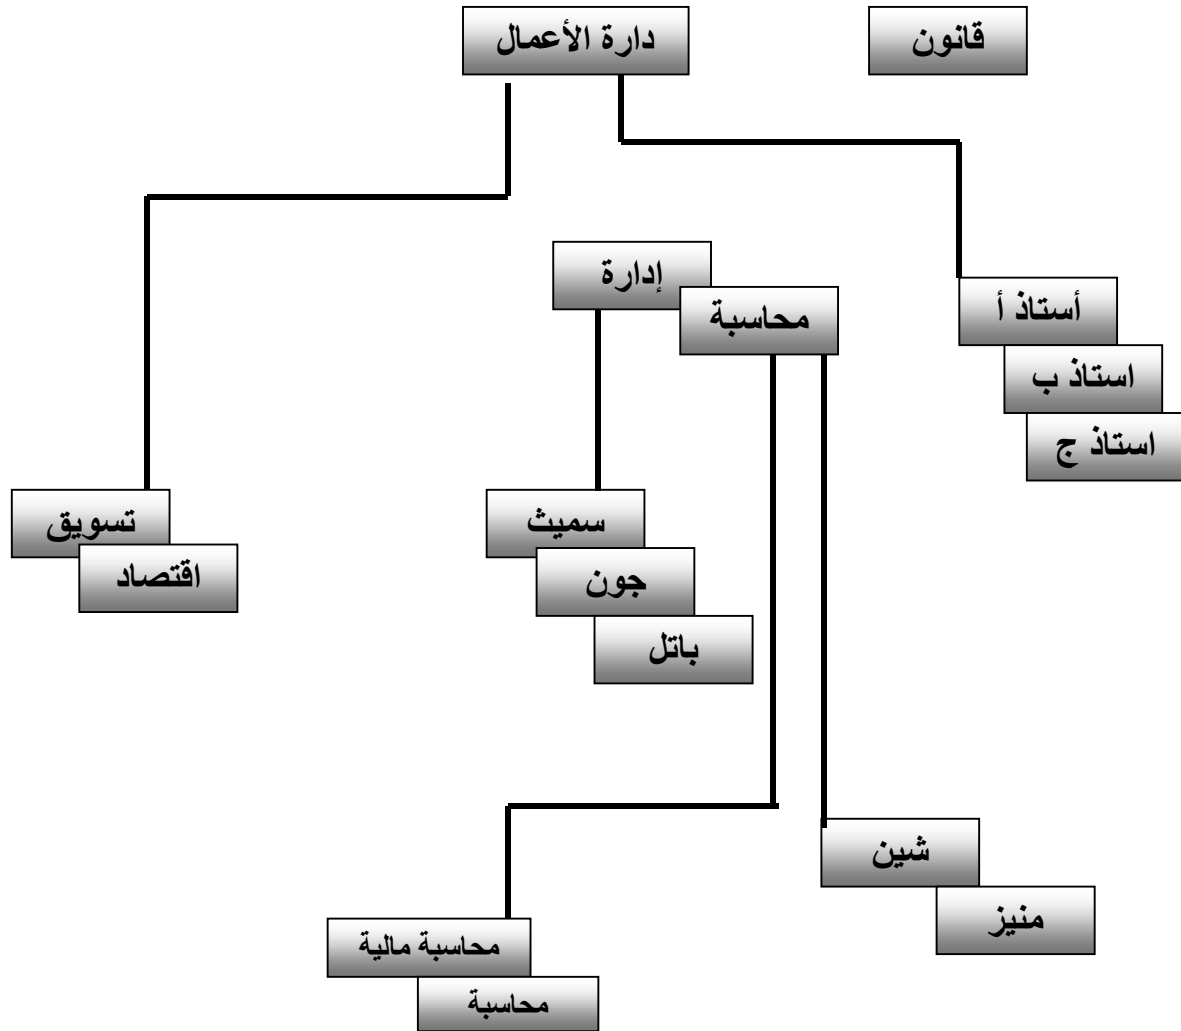 دارة الأعمال
قانون
إدارة
محاسبة
أستاذ أ
استاذ ب
استاذ ج
تسويق
اقتصاد
سميث
جون
باتل
شين
منيز
محاسبة مالية
محاسبة